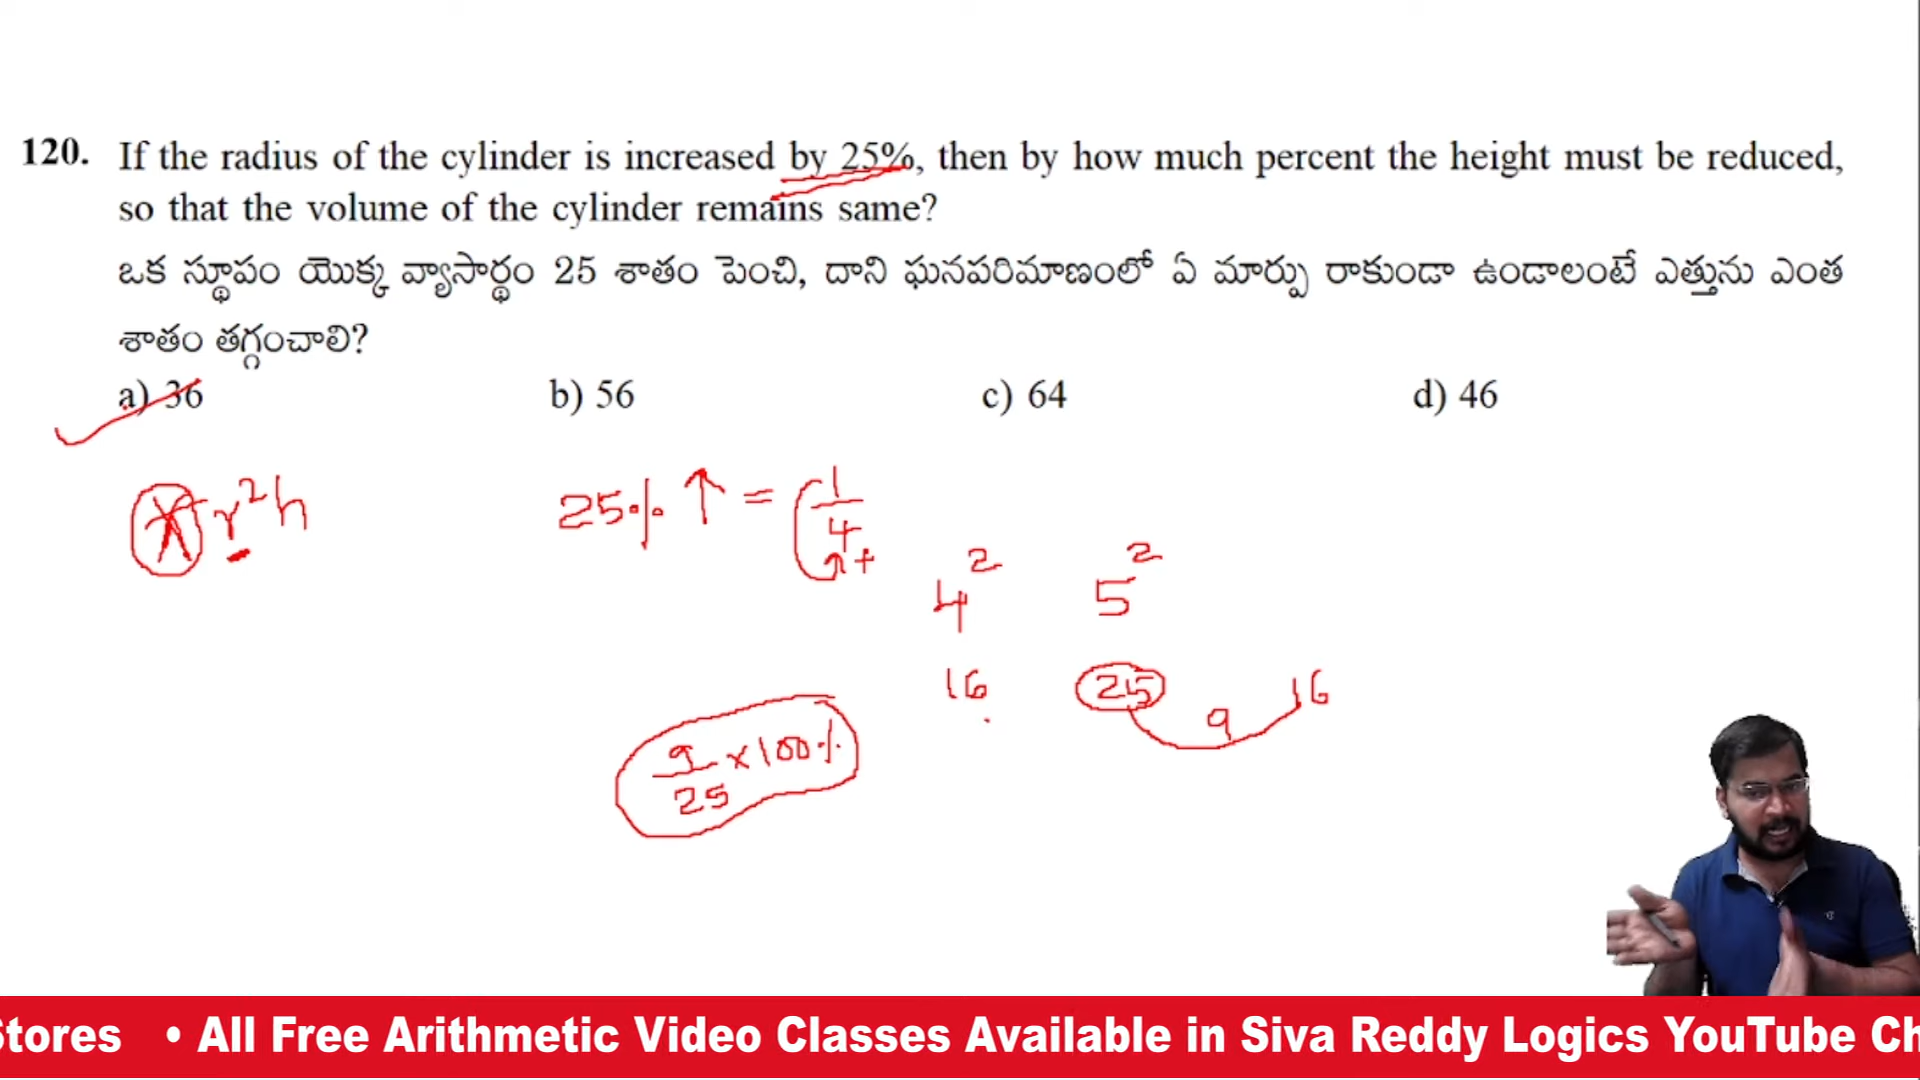 120. If the radius of the cylinder is increased by 25%, then by how much percent the height must be reduced,
so that the volume of the cylinder remains same?
ఒక స్థూపం యొక్క వ్యాసార్థం 25 శాతం పెంచి, దాని ఘనపరిమాణంలో ఏ మార్పు రాకుండా ఉండాలంటే ఎత్తును ఎంత
శాతం తగ్గంచాలి?
a) 36 b) 56 c) 64 d) 46
π r²h 25% ↑ = 1/4 +
4² 5²
16 25 9 16
9/25 × 100%
Stores • All Free Arithmetic Video Classes Available in Siva Reddy Logics YouTube Ch